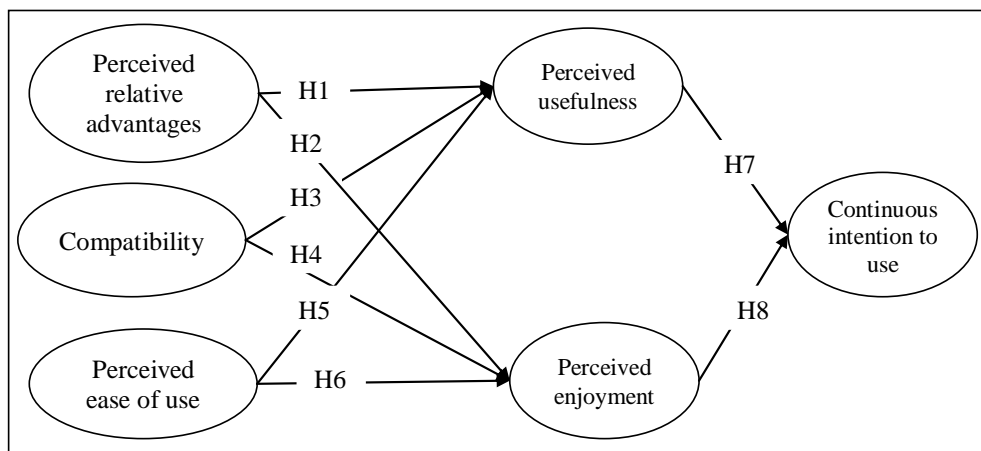 Perceived
relative
advantages
H1
Perceived
usefulness
H2
H7
H3
Compatibility
Continuous
intention to
use
H4
H5
H8
Perceived
ease of use
H6
Perceived
enjoyment